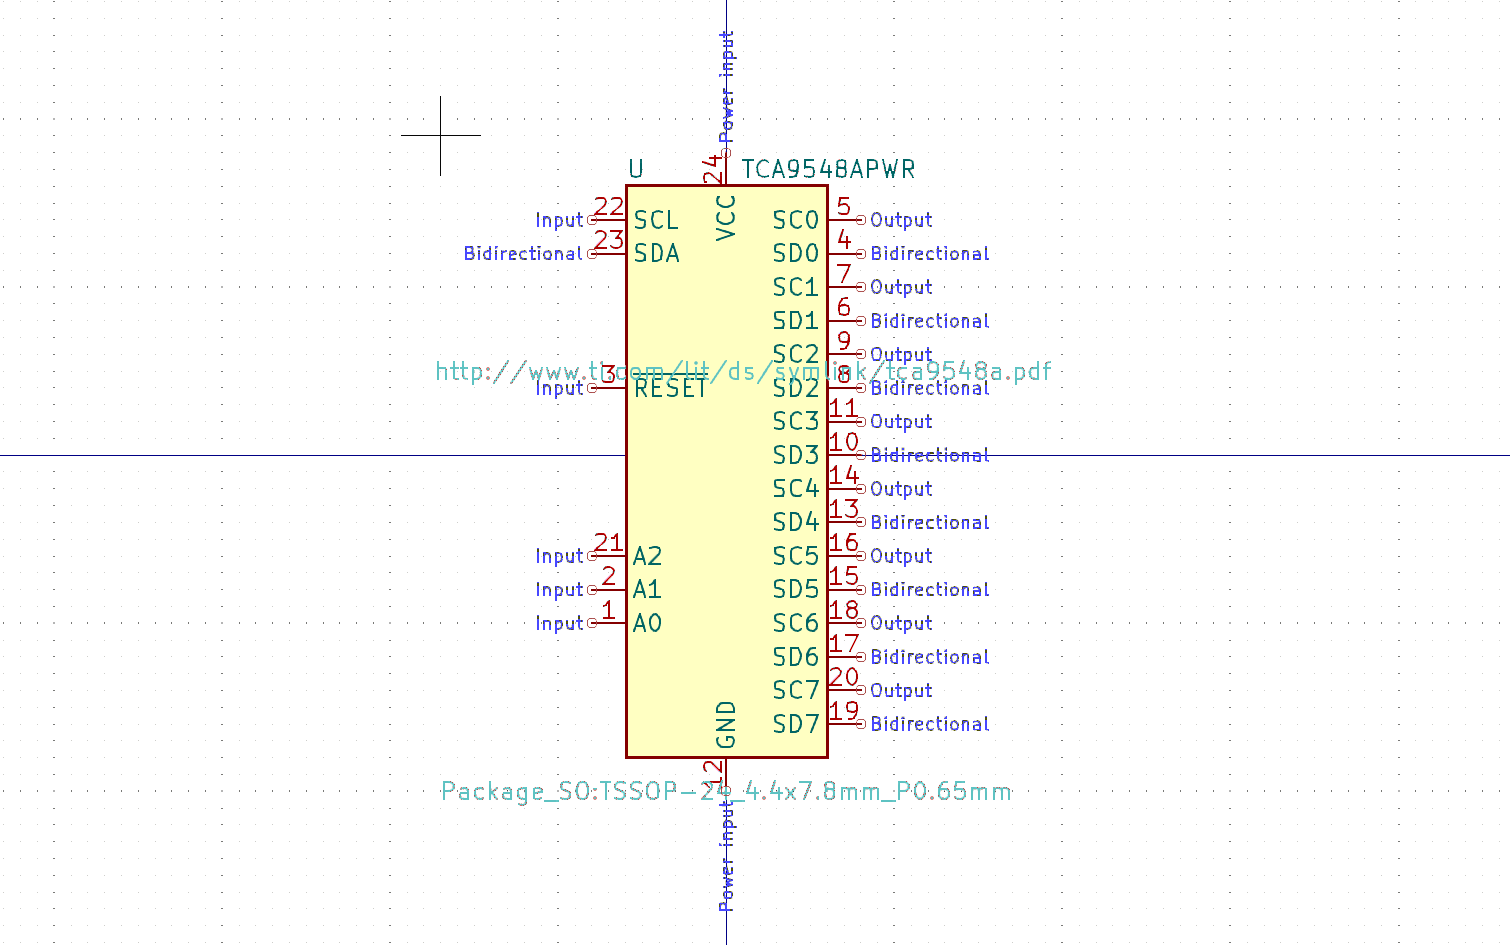 Power input
24
U
TCA9548APWR
VCC
Input 22 SCL
SC0 5 Output
Bidirectional 23 SDA
SD0 4 Bidirectional
SC1 7 Output
SD1 6 Bidirectional
SC2 9 Output
http://www.ti.com/lit/ds/symlink/tca9548a.pdf
Input 3 RESET
SD2 8 Bidirectional
SC3 11 Output
SD3 10 Bidirectional
SC4 14 Output
SD4 13 Bidirectional
Input 21 A2
SC5 16 Output
Input 2 A1
SD5 15 Bidirectional
Input 1 A0
SC6 18 Output
SD6 17 Bidirectional
SC7 20 Output
SD7 19 Bidirectional
GND
12
Package_SO:TSSOP-24_4.4x7.8mm_P0.65mm
Power input